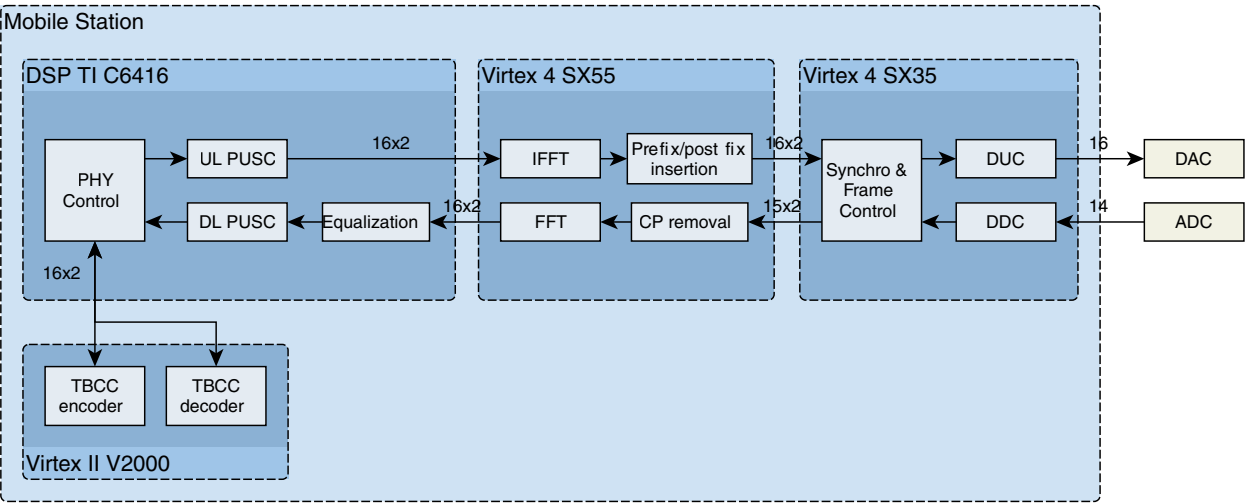 Mobile Station
DSP TI C6416
Virtex 4 SX55
Virtex 4 SX35
PHY
Control
UL PUSC
16x2
IFFT
Prefix/post fix
insertion
16x2
Synchro &
Frame
Control
DUC
16
DAC
DL PUSC
Equalization
16x2
FFT
CP removal
15x2
DDC
14
ADC
16x2
TBCC
encoder
TBCC
decoder
Virtex II V2000